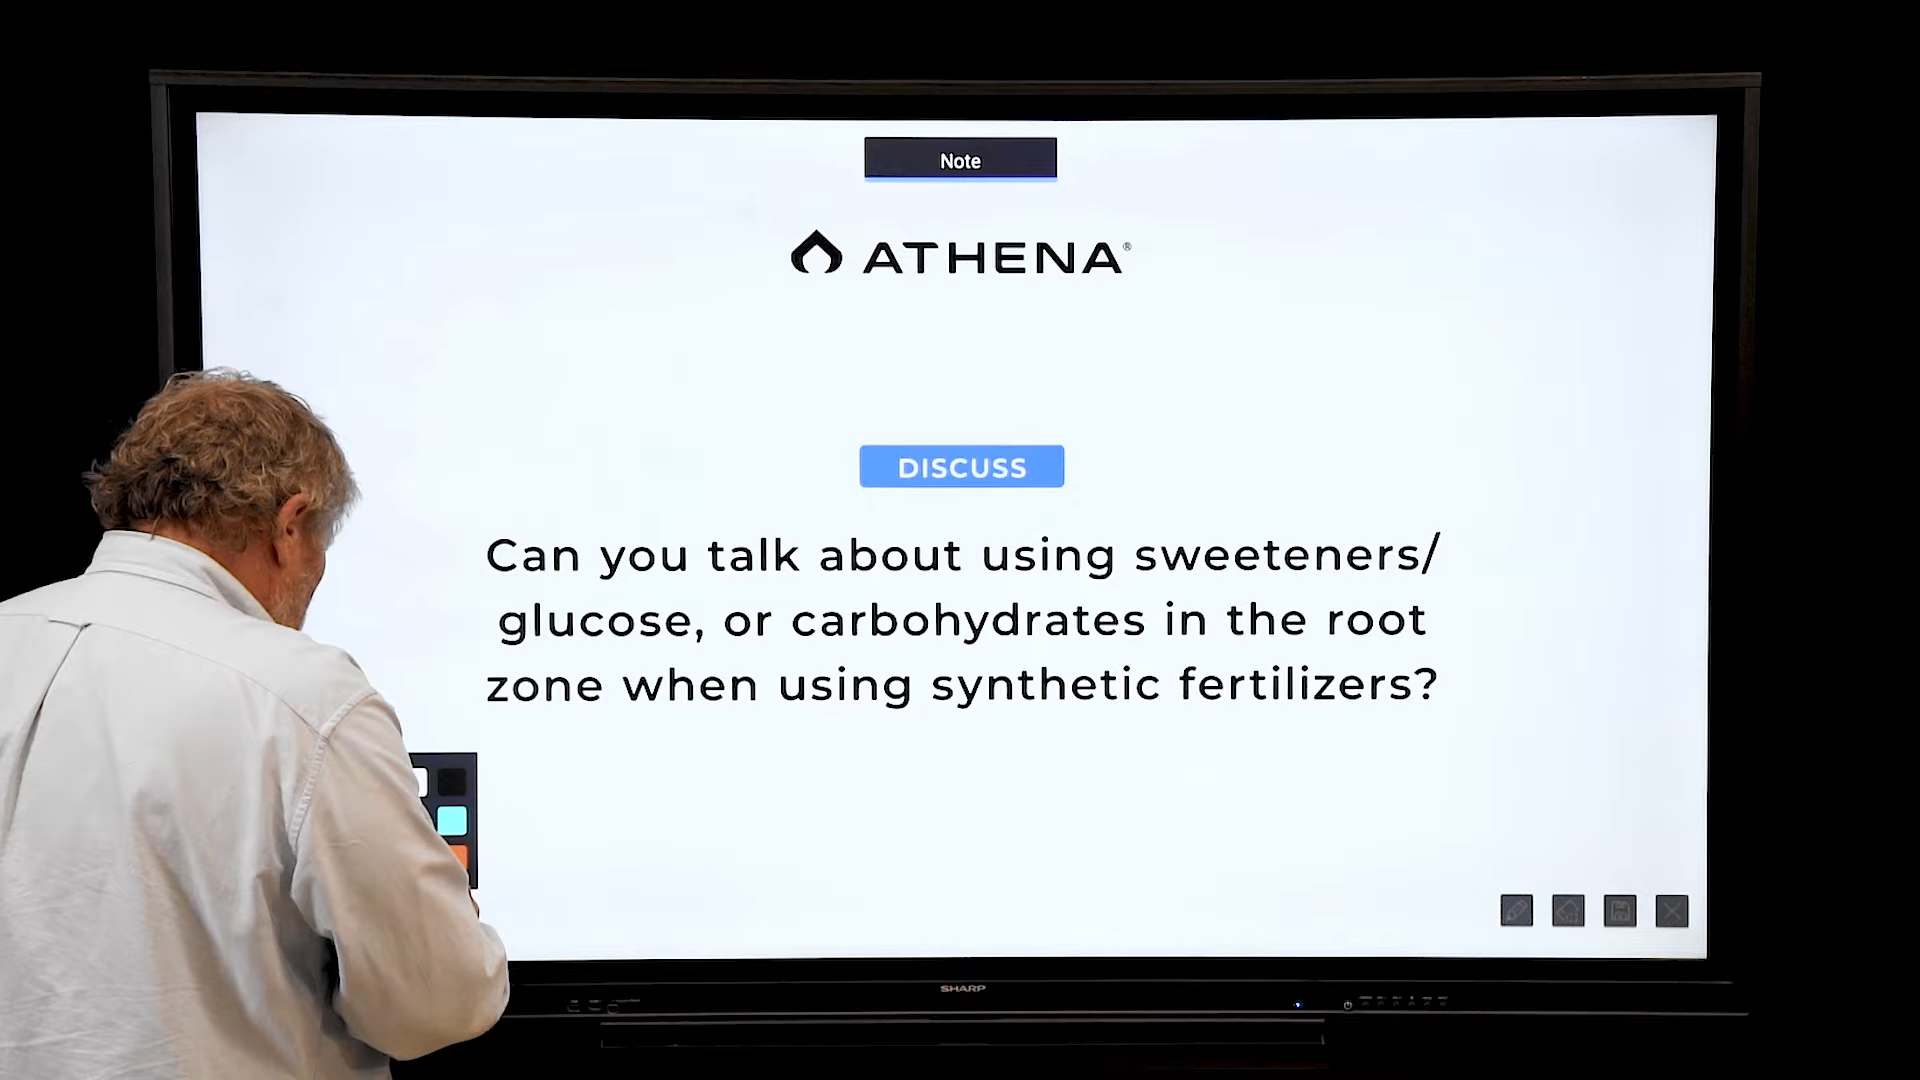 Note
ATHENA®
DISCUSS
Can you talk about using sweeteners/
glucose, or carbohydrates in the root
zone when using synthetic fertilizers?
SHARP